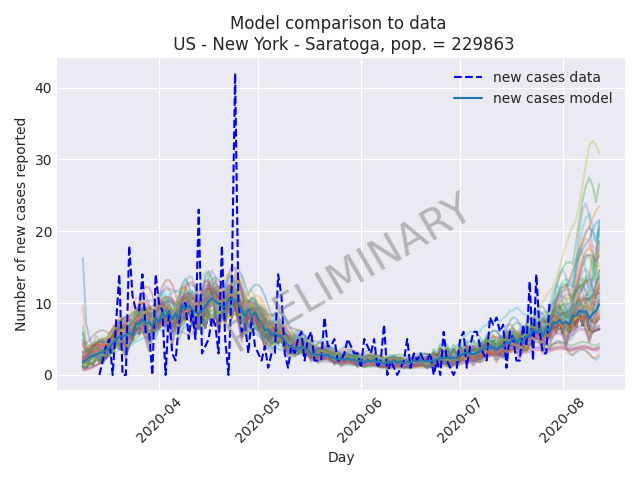 Model comparison to data
US - New York - Saratoga, pop. = 229863
new cases data
new cases model
PRELIMINARY
Number of new cases reported
40
30
20
10
0
2020-04
2020-05
2020-06
2020-07
2020-08
Day